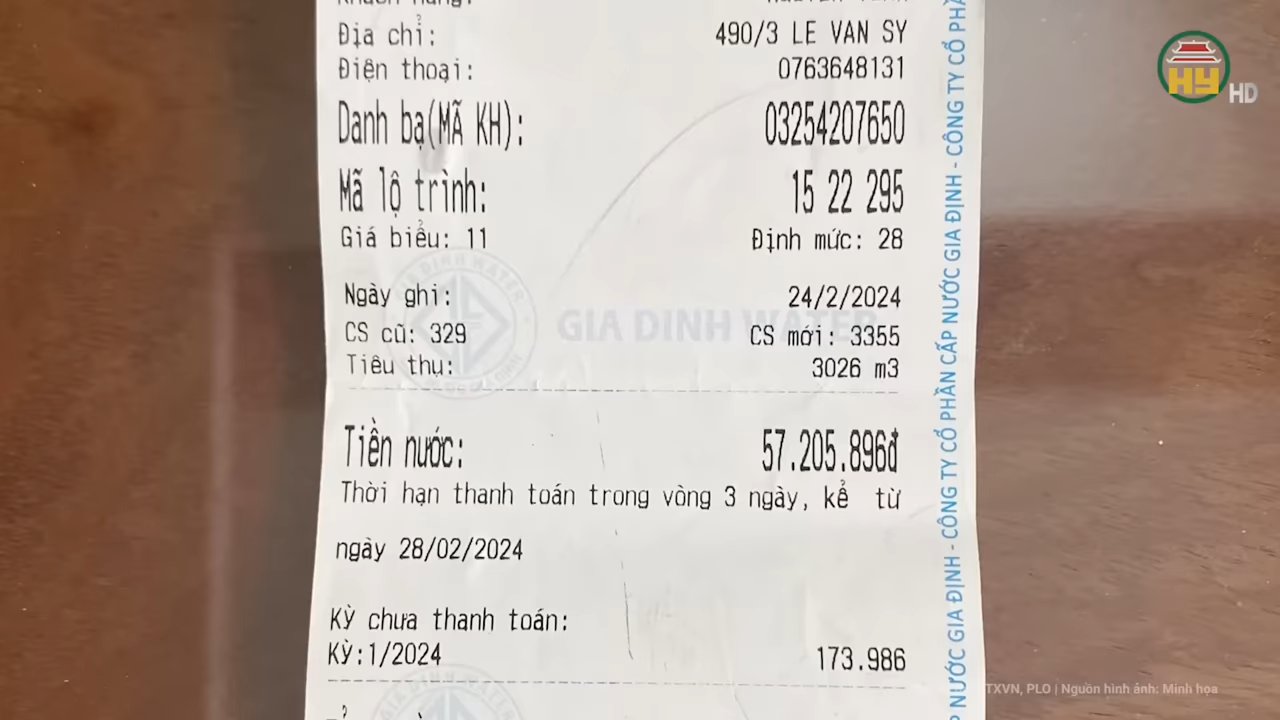 Địa chỉ: 490/3 LE VAN SY
Điện thoại: 0763648131
Danh bạ(MÃ KH): 03254207650
Mã lộ trình: 15 22 295
Giá biểu: 11 Định mức: 28
Ngày ghi: 24/2/2024
CS cũ: 329 CS mới: 3355
Tiêu thụ: 3026 m3
Tiền nước: 57.205.896đ
Thời hạn thanh toán trong vòng 3 ngày, kể từ
ngày 28/02/2024
Kỳ chưa thanh toán:
Kỳ:1/2024 173.986
GIA DINH WATER
NƯỚC GIA ĐỊNH - CÔNG TY CỔ PHẦN CẤP NƯỚC GIA ĐỊNH - CÔNG TY CỔ PHẦ
HY HD
TXVN, PLO | Nguồn hình ảnh: Minh họa